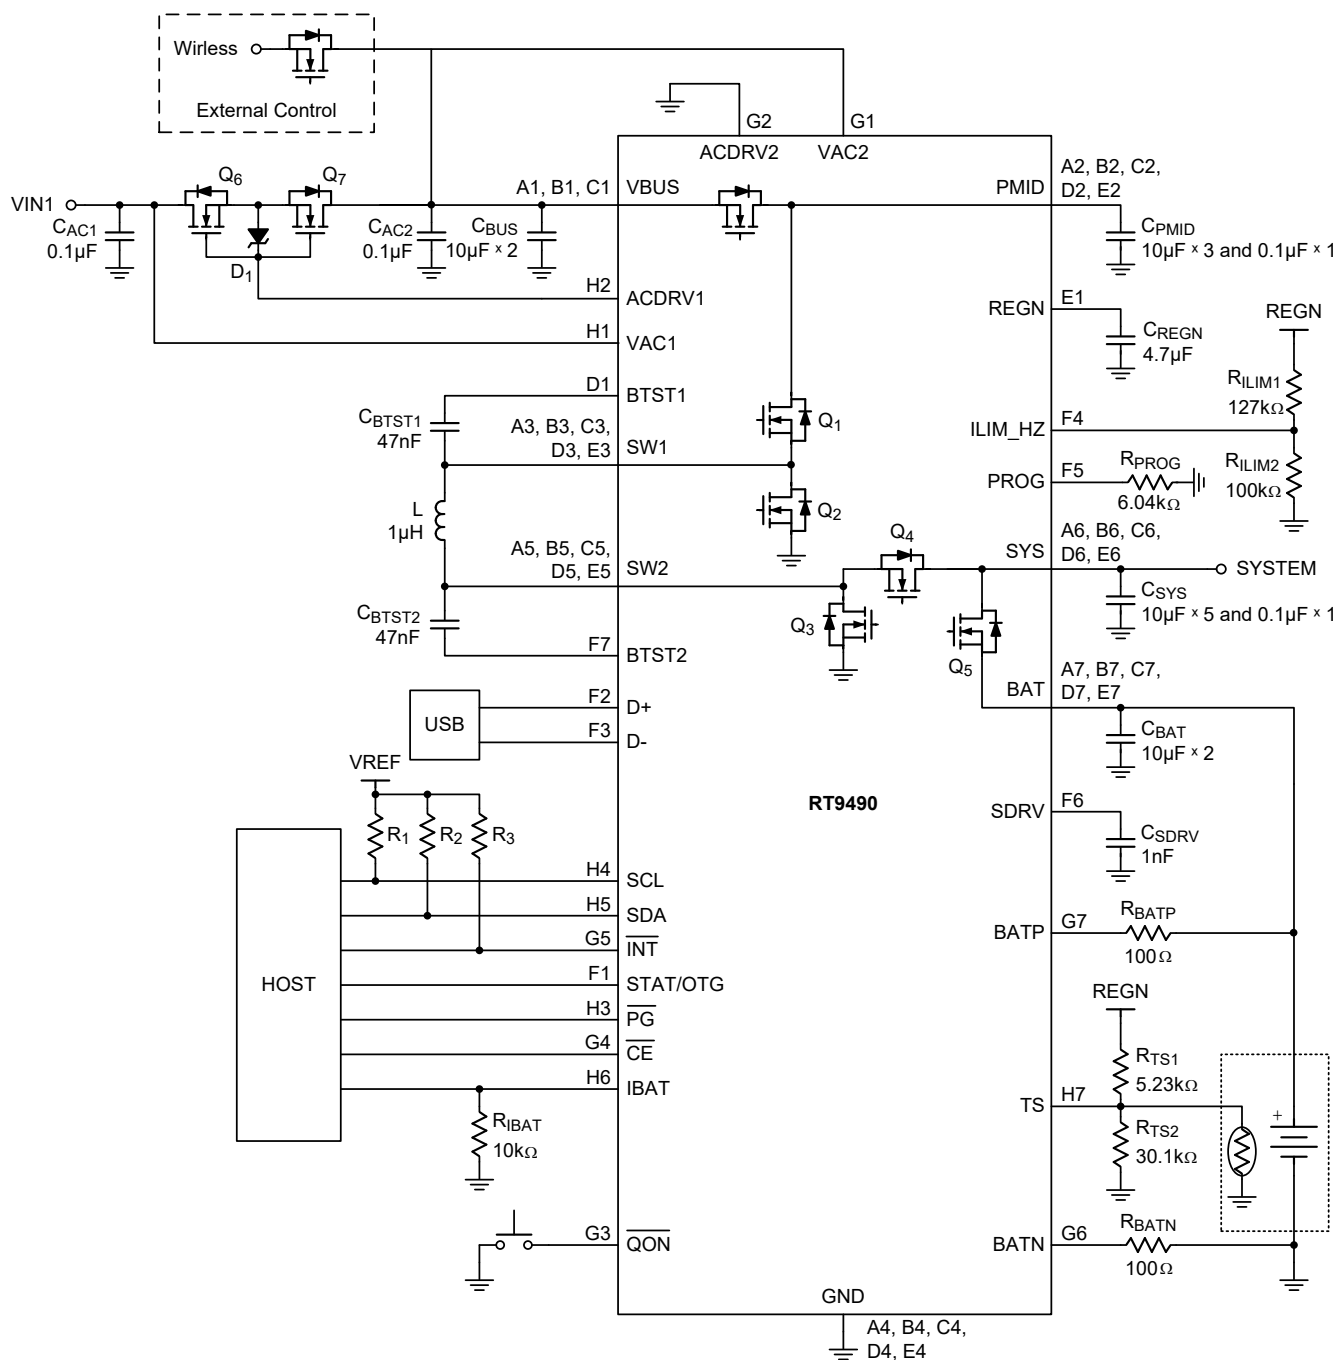 Wirless
External Control
G2
G1
ACDRV2
VAC2
VIN1
Q6
Q7
CAC1
0.1µF
D1
CAC2
0.1µF
CBUS
10µF x 2
A1, B1, C1
VBUS
PMID
A2, B2, C2,
D2, E2
CPMID
10µF x 3 and 0.1µF x 1
H2
ACDRV1
H1
VAC1
REGN
E1
CREGN
4.7µF
REGN
RILIM1
127kΩ
D1
BTST1
CBTST1
47nF
A3, B3, C3,
D3, E3
SW1
Q1
Q2
ILIM_HZ
F4
RILIM2
100kΩ
PROG
F5
RPROG
6.04kΩ
L
1µH
A5, B5, C5,
D5, E5
SW2
Q4
Q3
Q5
SYS
A6, B6, C6,
D6, E6
SYSTEM
CSYS
10µF x 5 and 0.1µF x 1
CBTST2
47nF
F7
BTST2
BAT
A7, B7, C7,
D7, E7
CBAT
10µF x 2
USB
F2
D+
F3
D-
VREF
R1
R2
R3
RT9490
SDRV
F6
CSDRV
1nF
HOST
H4
SCL
H5
SDA
G5
INT
F1
STAT/OTG
H3
PG
G4
CE
H6
IBAT
RIBAT
10kΩ
BATP
G7
RBATP
100Ω
REGN
RTS1
5.23kΩ
TS
H7
RTS2
30.1kΩ
+
G3
QON
BATN
G6
RBATN
100Ω
GND
A4, B4, C4,
D4, E4